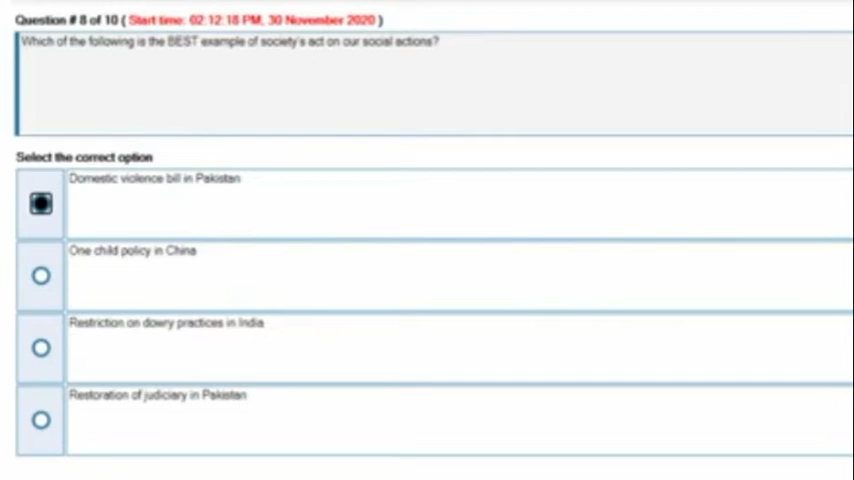 Question # 8 of 10 ( Start time: 02:12:18 PM, 30 November 2020 )
Which of the following is the BEST example of society's act on our social actions?
Select the correct option
Domestic violence bill in Pakistan
One child policy in China
Restriction on dowry practices in India
Restoration of judiciary in Pakistan